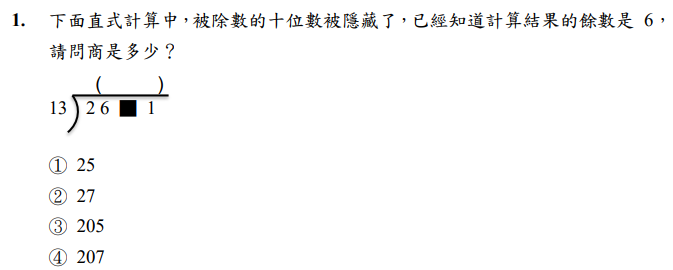 1. 下面直式計算中，被除數的十位數被隱藏了，已經知道計算結果的餘數是 6，
請問商是多少？
( )
13 26 ■ 1
① 25
② 27
③ 205
④ 207